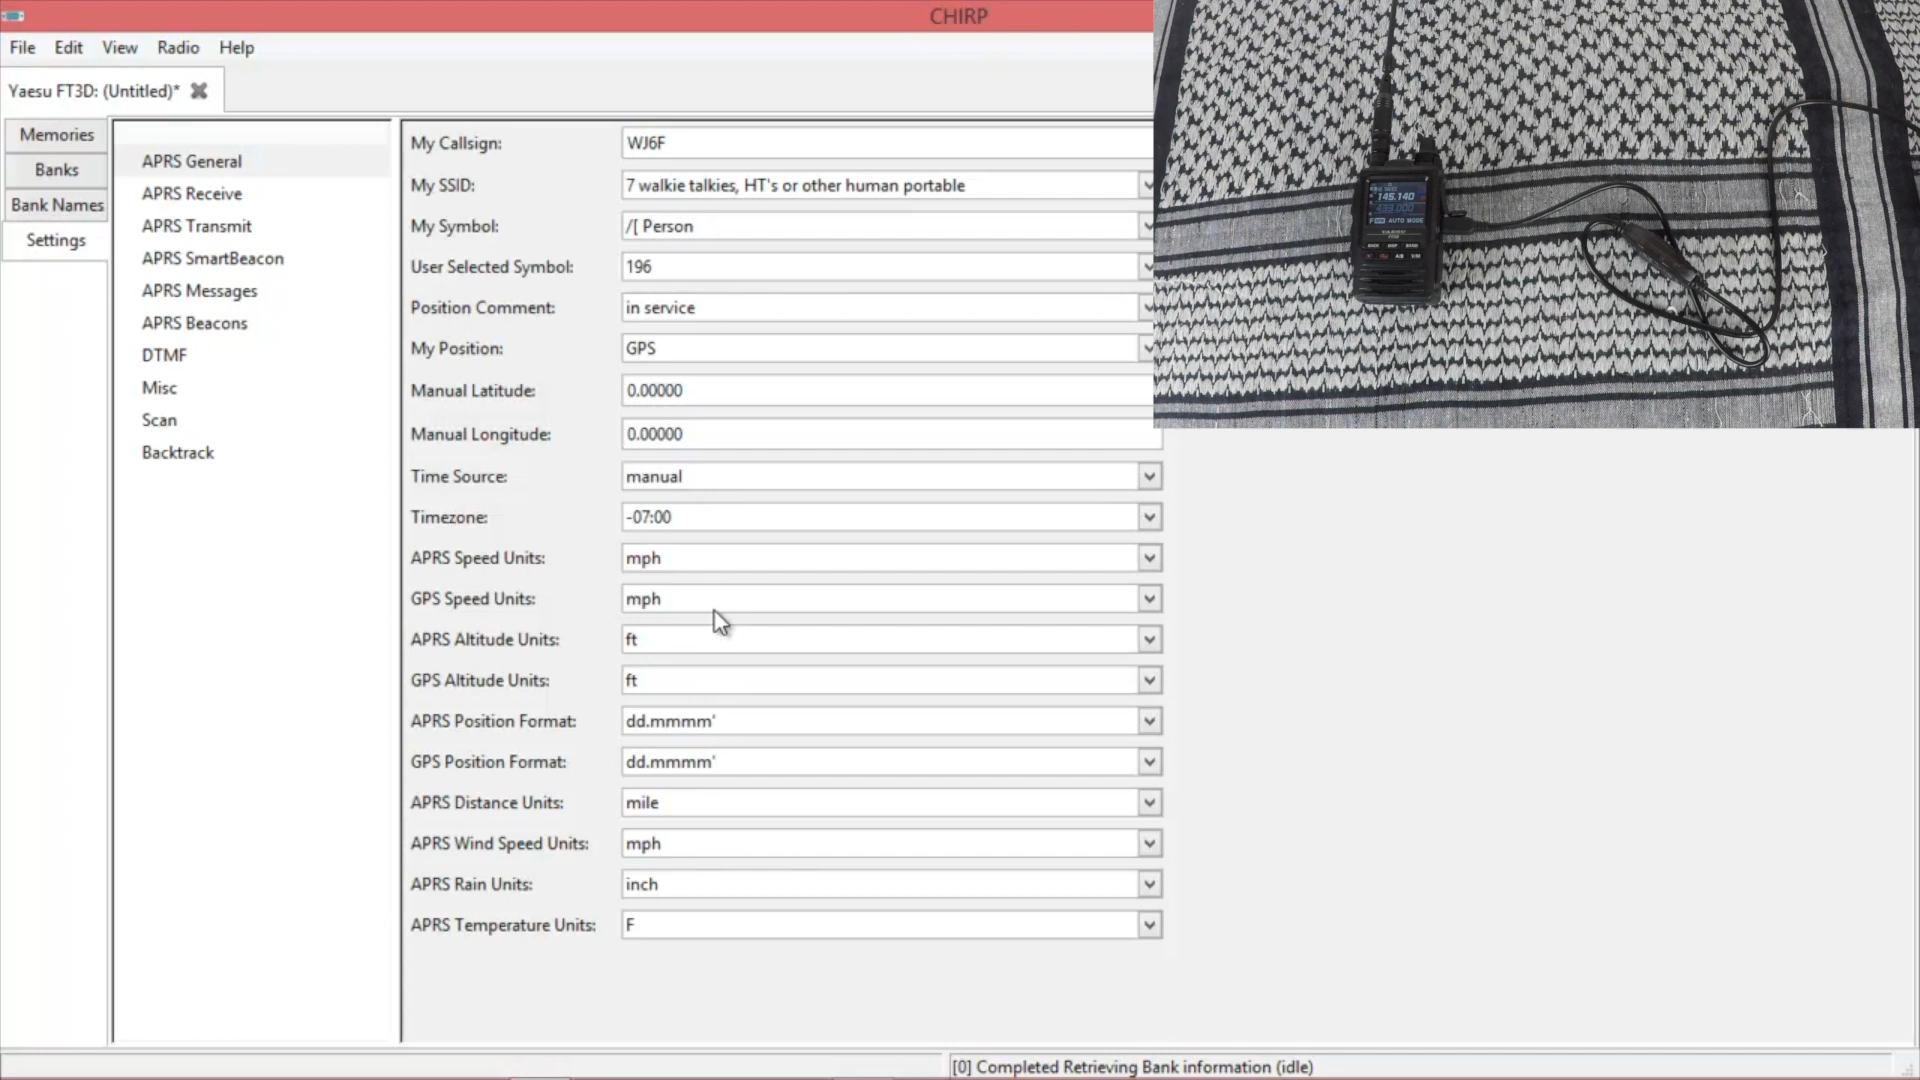 CHIRP
File Edit View Radio Help
Yaesu FT3D: (Untitled)*
Memories
Banks
Bank Names
Settings
APRS General
APRS Receive
APRS Transmit
APRS SmartBeacon
APRS Messages
APRS Beacons
DTMF
Misc
Scan
Backtrack
My Callsign: WJ6F
My SSID: 7 walkie talkies, HT's or other human portable
My Symbol: /[ Person
User Selected Symbol: 196
Position Comment: in service
My Position: GPS
Manual Latitude: 0.00000
Manual Longitude: 0.00000
Time Source: manual
Timezone: -07:00
APRS Speed Units: mph
GPS Speed Units: mph
APRS Altitude Units: ft
GPS Altitude Units: ft
APRS Position Format: dd.mmmm'
GPS Position Format: dd.mmmm'
APRS Distance Units: mile
APRS Wind Speed Units: mph
APRS Rain Units: inch
APRS Temperature Units: F
[0] Completed Retrieving Bank information (idle)
145.140
AUTO MODE